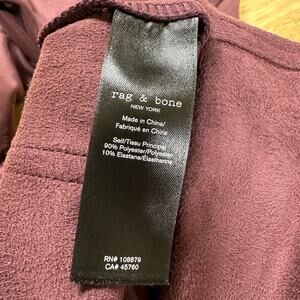 rag & bone
NEW YORK
Made in China/
Fabriqué en Chine
Self/Tissu Principal
90% Polyester/Polyester
10% Elastane/Élasthanne
RN# 108879
CA# 45760